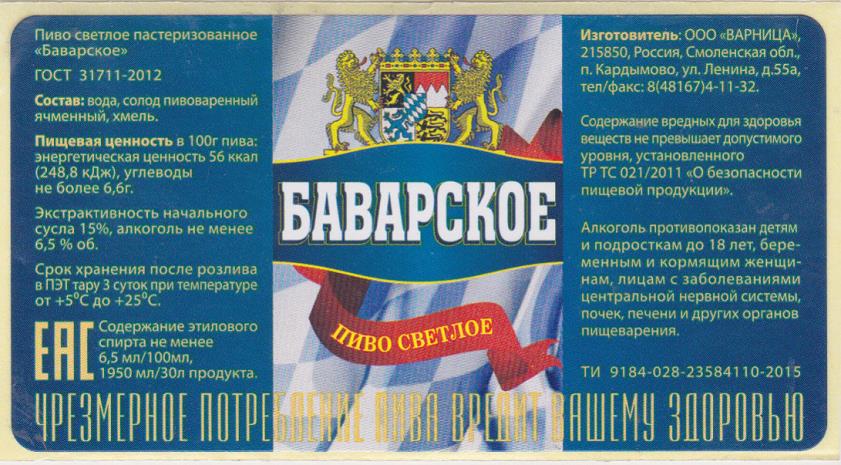 Пиво светлое пастеризованное
«Баварское»
ГОСТ 31711-2012
Состав: вода, солод пивоваренный
ячменный, хмель.
Пищевая ценность в 100г пива:
энергетическая ценность 56 ккал
(248,8 кДж), углеводы
не более 6,6г.
Экстрактивность начального
сусла 15%, алкоголь не менее
6,5 % об.
Срок хранения после розлива
в ПЭТ тару 3 суток при температуре
от +5⁰С до +25⁰С.
ЕАС
Содержание этилового
спирта не менее
6,5 мл/100мл,
1950 мл/30л продукта.
БАВАРСКОЕ
ПИВО СВЕТЛОЕ
Изготовитель: ООО «ВАРНИЦА»,
215850, Россия, Смоленская обл.,
п. Кардымово, ул. Ленина, д.55а,
тел/факс: 8(48167)4-11-32.
Содержание вредных для здоровья
веществ не превышает допустимого
уровня, установленного
ТР ТС 021/2011 «О безопасности
пищевой продукции».
Алкоголь противопоказан детям
и подросткам до 18 лет, бере-
менным и кормящим женщи-
нам, лицам с заболеваниями
центральной нервной системы,
почек, печени и других органов
пищеварения.
ТИ 9184-028-23584110-2015
ЧРЕЗМЕРНОЕ ПОТРЕБЛЕНИЕ ПИВА ВРЕДИТ ВАШЕМУ ЗДОРОВЬЮ